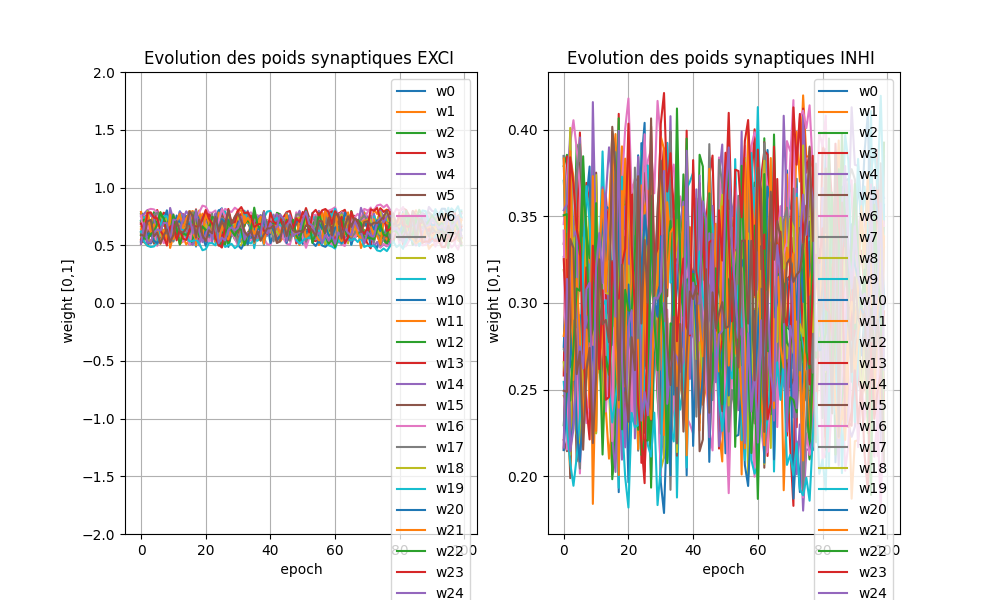 Evolution des poids synaptiques EXCI
2.0
1.5
1.0
0.5
0.0
−0.5
−1.0
−1.5
−2.0
weight [0,1]
0
20
40
60
80
100
epoch
w0
w1
w2
w3
w4
w5
w6
w7
w8
w9
w10
w11
w12
w13
w14
w15
w16
w17
w18
w19
w20
w21
w22
w23
w24
Evolution des poids synaptiques INHI
0.40
0.35
0.30
0.25
0.20
weight [0,1]
0
20
40
60
80
100
epoch
w0
w1
w2
w3
w4
w5
w6
w7
w8
w9
w10
w11
w12
w13
w14
w15
w16
w17
w18
w19
w20
w21
w22
w23
w24